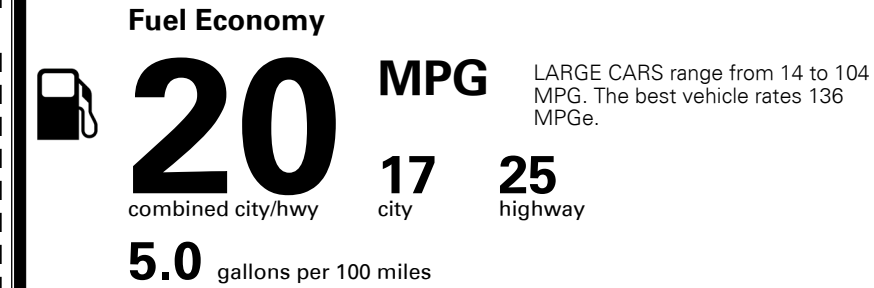 Fuel Economy
20 MPG
LARGE CARS range from 14 to 104
MPG. The best vehicle rates 136
MPGe.
17 25
combined city/hwy city highway
5.0 gallons per 100 miles